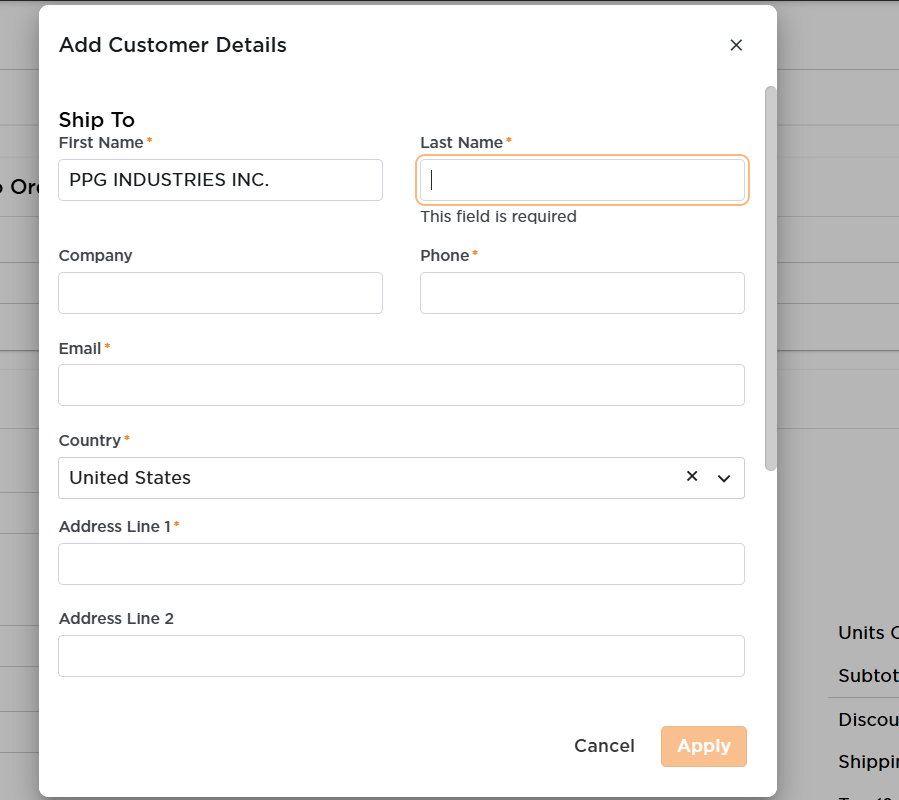 Add Customer Details
Ship To
First Name*
Last Name*
PPG INDUSTRIES INC.
This field is required
Company
Phone*
Email*
Country*
United States
Address Line 1*
Address Line 2
Cancel
Apply
Units
Subtot
Discou
Shippi